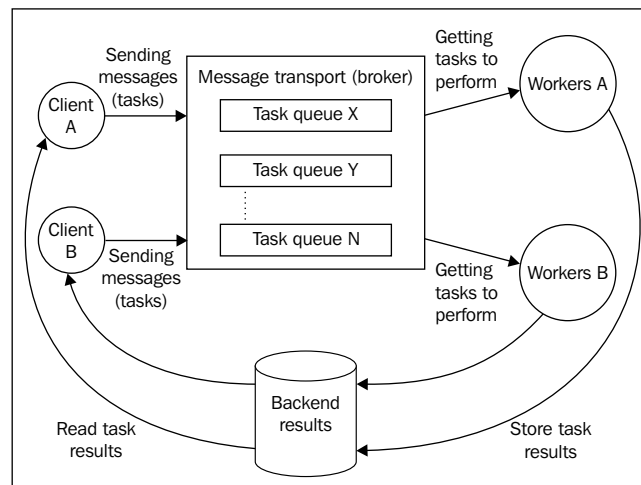 Sending
messages
(tasks)
Client
A
Message transport (broker)
Task queue X
Task queue Y
Task queue N
Getting
tasks to
perform
Workers A
Client
B
Sending
messages
(tasks)
Getting
tasks to
perform
Workers B
Backend
results
Read task
results
Store task
results